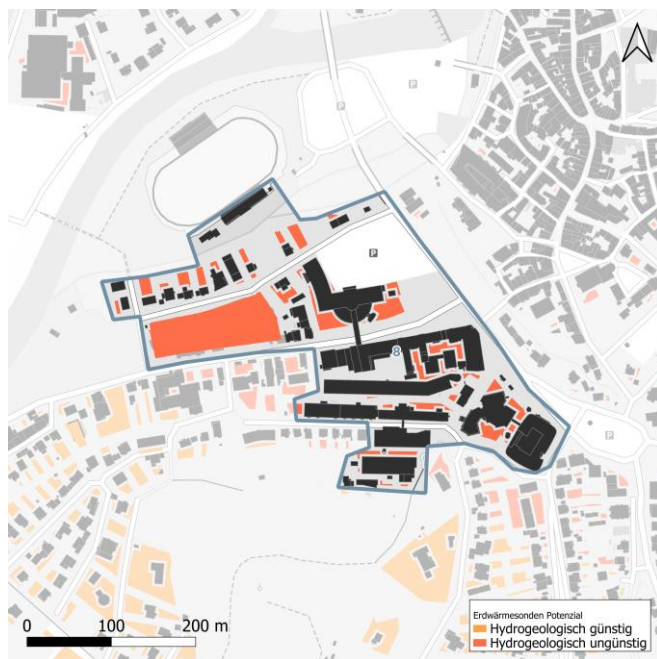 P
P
P
8
P
0 100 200 m
Erdwärmesonden Potenzial
Hydrogeologisch günstig
Hydrogeologisch ungünstig